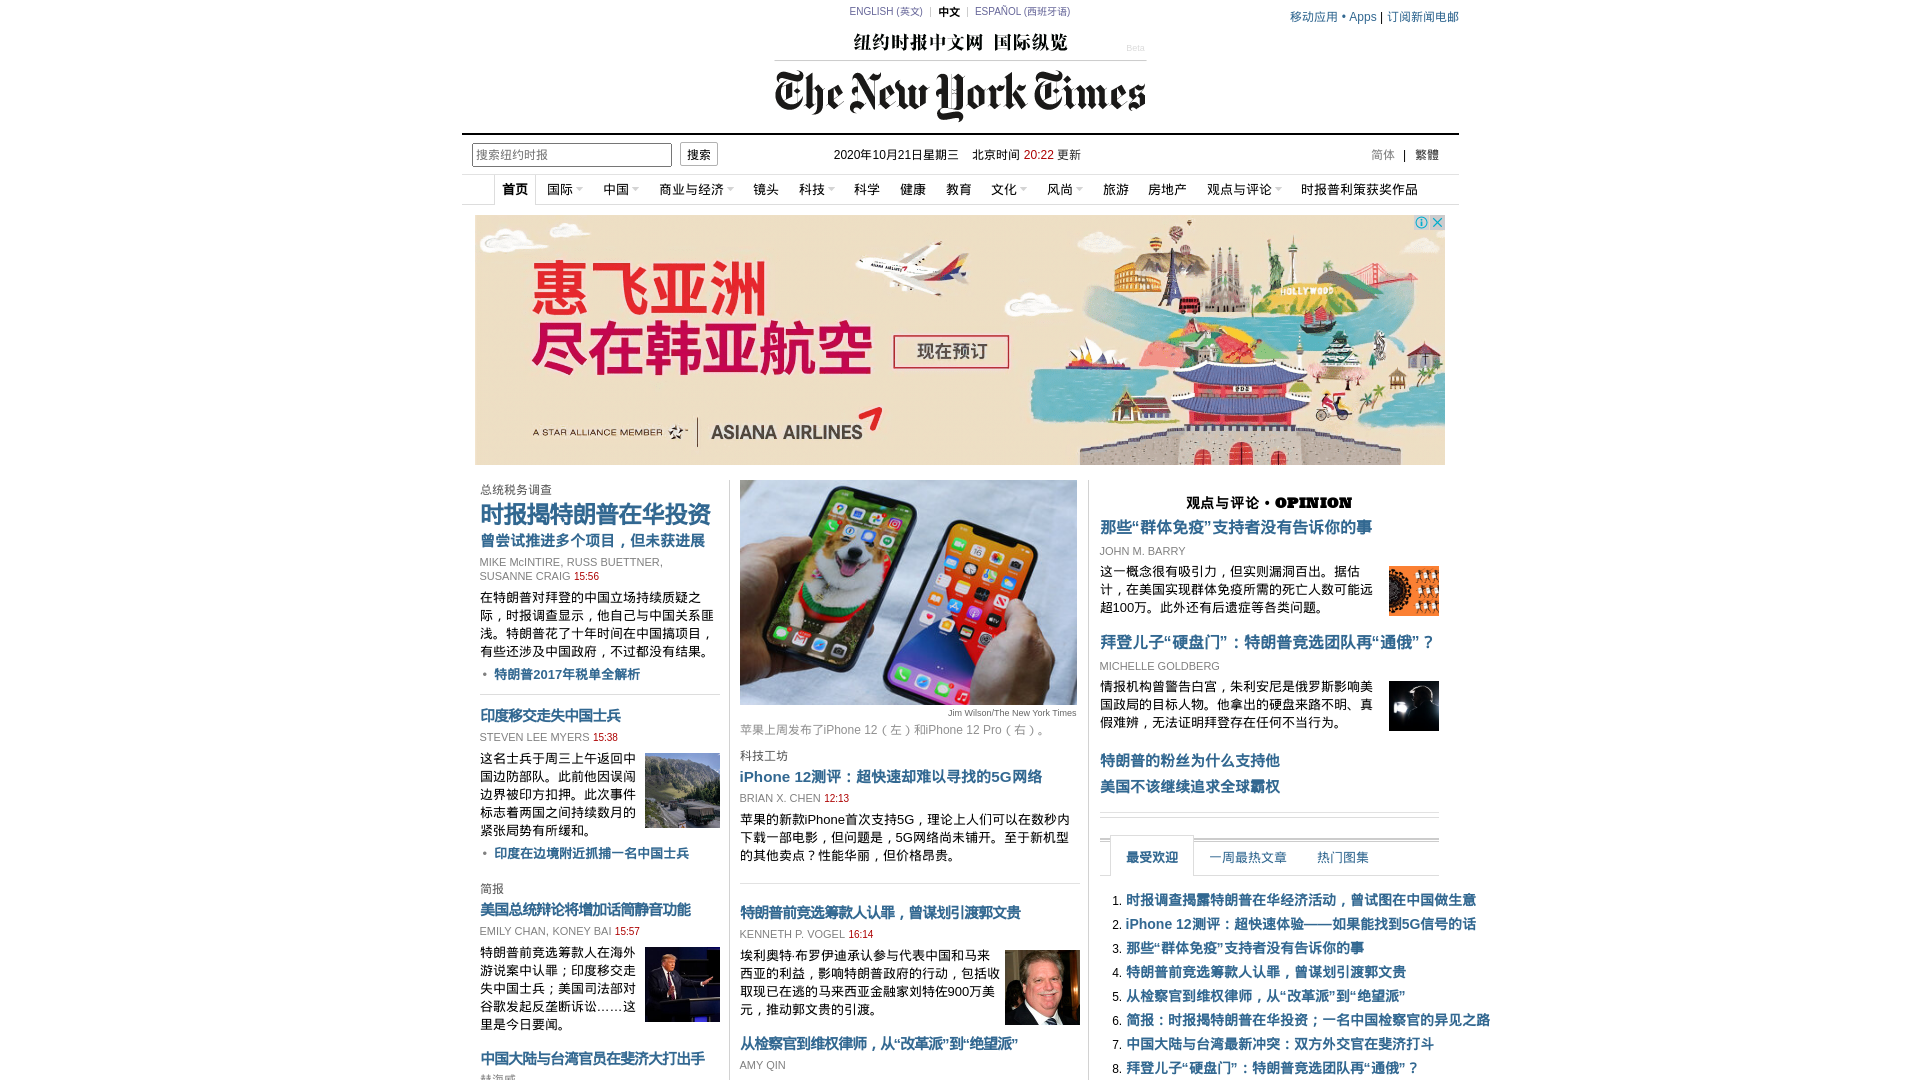 ENGLISH (英文) 中文 ESPAÑOL (西班牙语)
移动应用 • Apps | 订阅新闻电邮
纽约时报中文网 国际纵览
Beta
The New York Times
搜索纽约时报 搜索
2020年10月21日星期三 北京时间 20:22 更新
简体 | 繁體
首页 国际 中国 商业与经济 镜头 科技 科学 健康 教育 文化 风尚 旅游 房地产 观点与评论 时报普利策获奖作品
惠飞亚洲
尽在韩亚航空
现在预订
A STAR ALLIANCE MEMBER ASIANA AIRLINES
ASIANA AIRLINES
HOLLYWOOD
总统税务调查
时报揭特朗普在华投资
曾尝试推进多个项目，但未获进展
MIKE McINTIRE, RUSS BUETTNER,
SUSANNE CRAIG 15:56
在特朗普对拜登的中国立场持续质疑之
际，时报调查显示，他自己与中国关系匪
浅。特朗普花了十年时间在中国搞项目，
有些还涉及中国政府，不过都没有结果。
• 特朗普2017年税单全解析
印度移交走失中国士兵
STEVEN LEE MYERS 15:38
这名士兵于周三上午返回中
国边防部队。此前他因误闯
边界被印方扣押。此次事件
标志着两国之间持续数月的
紧张局势有所缓和。
• 印度在边境附近抓捕一名中国士兵
简报
美国总统辩论将增加话筒静音功能
EMILY CHAN, KONEY BAI 15:57
特朗普前竞选筹款人在海外
游说案中认罪；印度移交走
失中国士兵；美国司法部对
谷歌发起反垄断诉讼……这
里是今日要闻。
中国大陆与台湾官员在斐济大打出手
Jim Wilson/The New York Times
苹果上周发布了iPhone 12（左）和iPhone 12 Pro（右）。
科技工坊
iPhone 12测评：超快速却难以寻找的5G网络
BRIAN X. CHEN 12:13
苹果的新款iPhone首次支持5G，理论上人们可以在数秒内
下载一部电影，但问题是，5G网络尚未铺开。至于新机型
的其他卖点？性能华丽，但价格昂贵。
特朗普前竞选筹款人认罪，曾谋划引渡郭文贵
KENNETH P. VOGEL 16:14
埃利奥特·布罗伊迪承认参与代表中国和马来
西亚的利益，影响特朗普政府的行动，包括收
取现已在逃的马来西亚金融家刘特佐900万美
元，推动郭文贵的引渡。
从检察官到维权律师，从“改革派”到“绝望派”
AMY QIN
观点与评论 • OPINION
那些“群体免疫”支持者没有告诉你的事
JOHN M. BARRY
这一概念很有吸引力，但实则漏洞百出。据估
计，在美国实现群体免疫所需的死亡人数可能远
超100万。此外还有后遗症等各类问题。
拜登儿子“硬盘门”：特朗普竞选团队再“通俄”？
MICHELLE GOLDBERG
情报机构曾警告白宫，朱利安尼是俄罗斯影响美
国政局的目标人物。他拿出的硬盘来路不明、真
假难辨，无法证明拜登存在任何不当行为。
特朗普的粉丝为什么支持他
美国不该继续追求全球霸权
最受欢迎 一周最热文章 热门图集
1. 时报调查揭露特朗普在华经济活动，曾试图在中国做生意
2. iPhone 12测评：超快速体验——如果能找到5G信号的话
3. 那些“群体免疫”支持者没有告诉你的事
4. 特朗普前竞选筹款人认罪，曾谋划引渡郭文贵
5. 从检察官到维权律师，从“改革派”到“绝望派”
6. 简报：时报揭特朗普在华投资；一名中国检察官的异见之路
7. 中国大陆与台湾最新冲突：双方外交官在斐济打斗
8. 拜登儿子“硬盘门”：特朗普竞选团队再“通俄”？